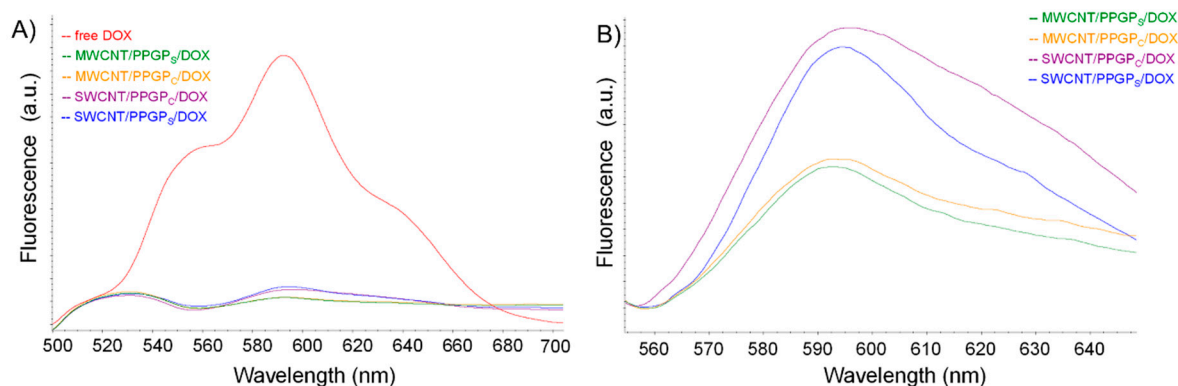 A)
-- free DOX
-- MWCNT/PPGPS/DOX
-- MWCNT/PPGPC/DOX
-- SWCNT/PPGPC/DOX
-- SWCNT/PPGPS/DOX
Fluorescence (a.u.)
500 520 540 560 580 600 620 640 660 680 700
Wavelength (nm)
B)
-- MWCNT/PPGPS/DOX
-- MWCNT/PPGPC/DOX
-- SWCNT/PPGPC/DOX
-- SWCNT/PPGPS/DOX
Fluorescence (a.u.)
560 570 580 590 600 610 620 630 640
Wavelength (nm)